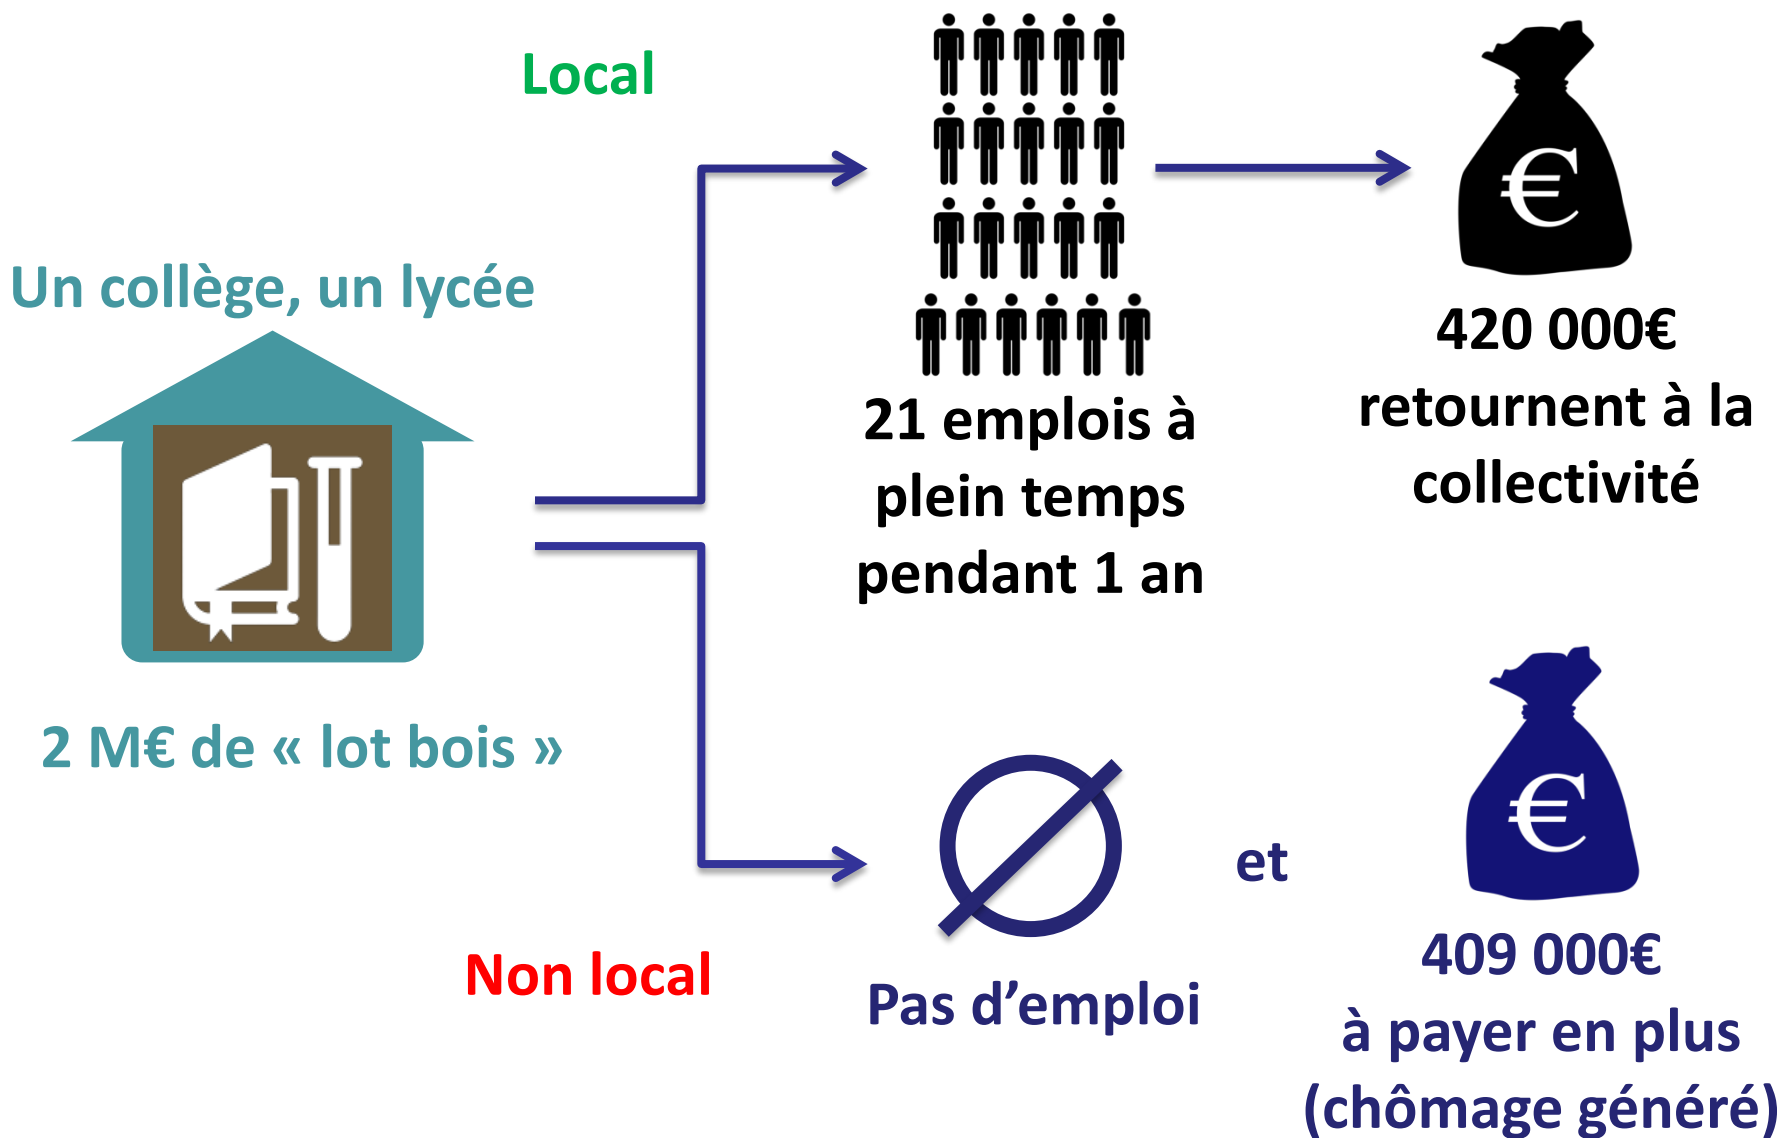 Local
Un collège, un lycée
2 M€ de « lot bois »
21 emplois à
plein temps
pendant 1 an
€
420 000€
retournent à la
collectivité
Non local
Pas d’emploi
et
€
409 000€
à payer en plus
(chômage généré)